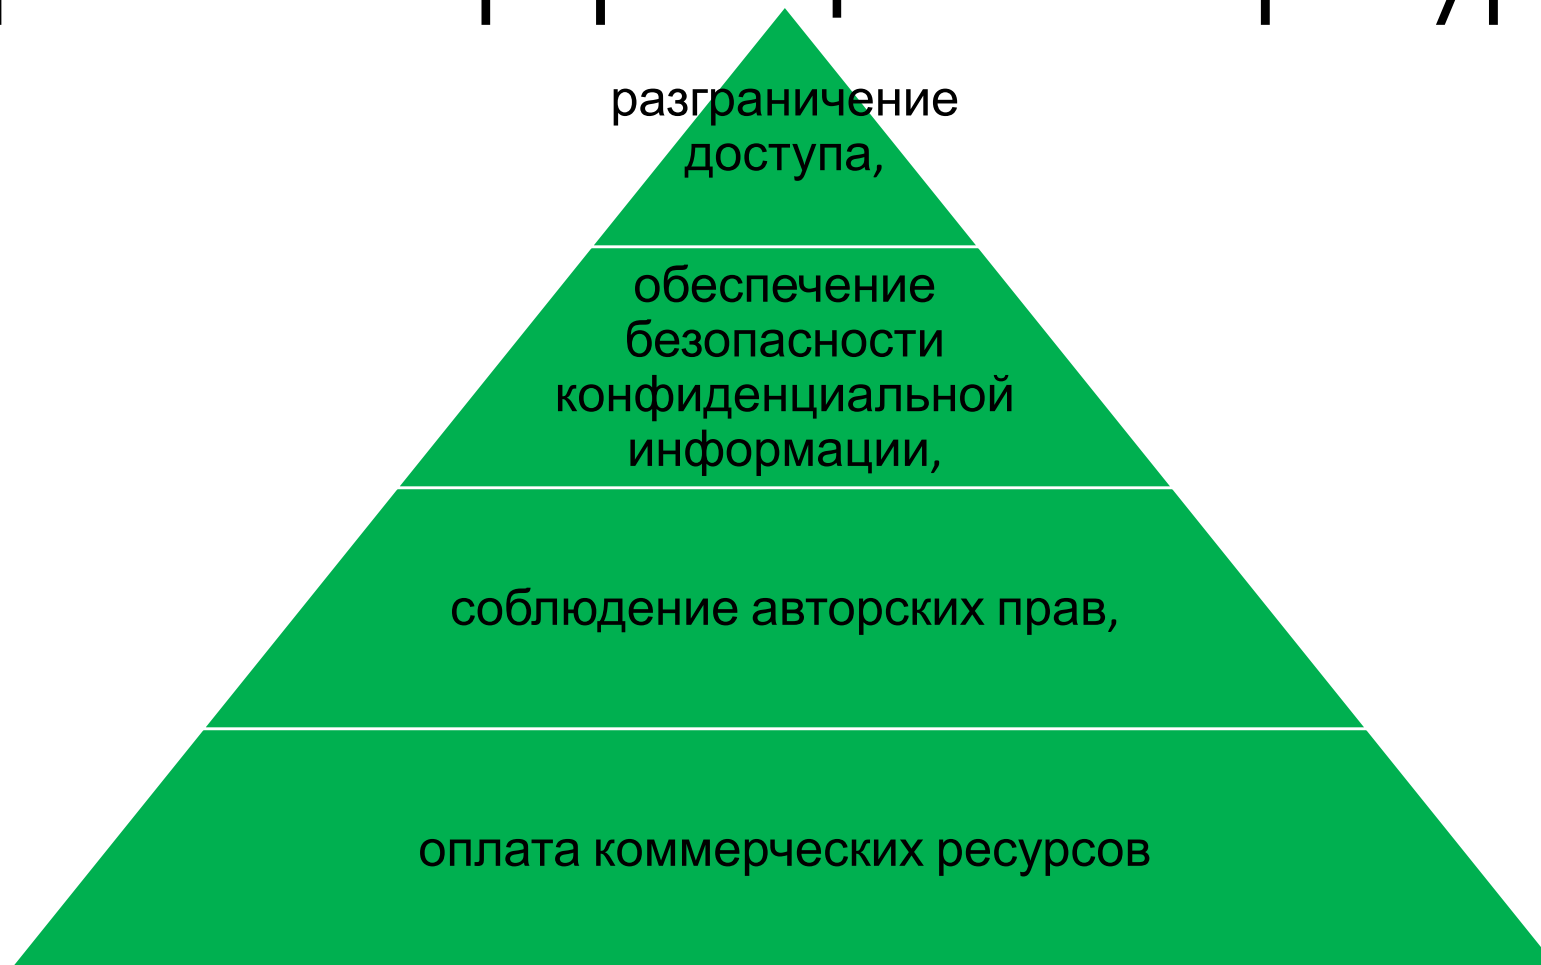 разграничение
доступа,
обеспечение
безопасности
конфиденциальной
информации,
соблюдение авторских прав,
оплата коммерческих ресурсов